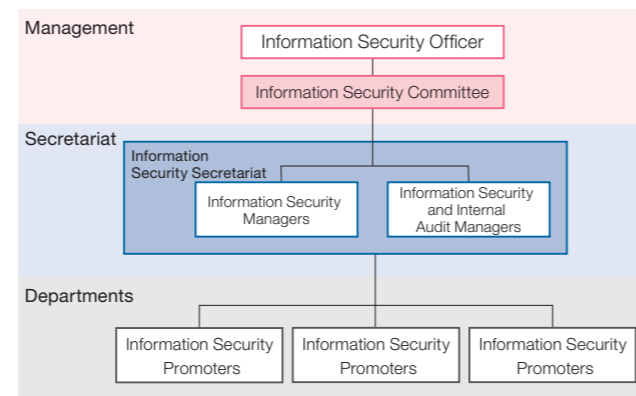 Management
Information Security Officer
Information Security Committee
Secretariat
Information
Security Secretariat
Information Security
Managers
Information Security
and Internal
Audit Managers
Departments
Information Security
Promoters
Information Security
Promoters
Information Security
Promoters